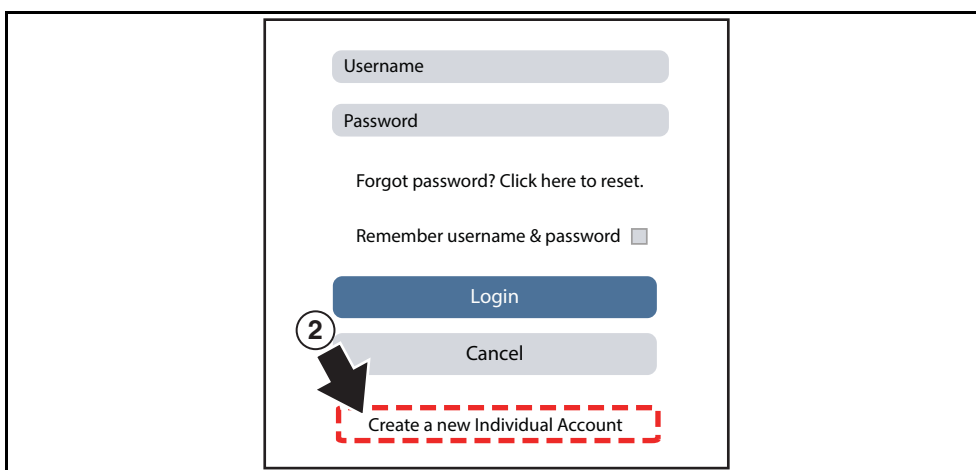 Username
Password
Forgot password? Click here to reset.
Remember username & password
Login
2
Cancel
Create a new Individual Account